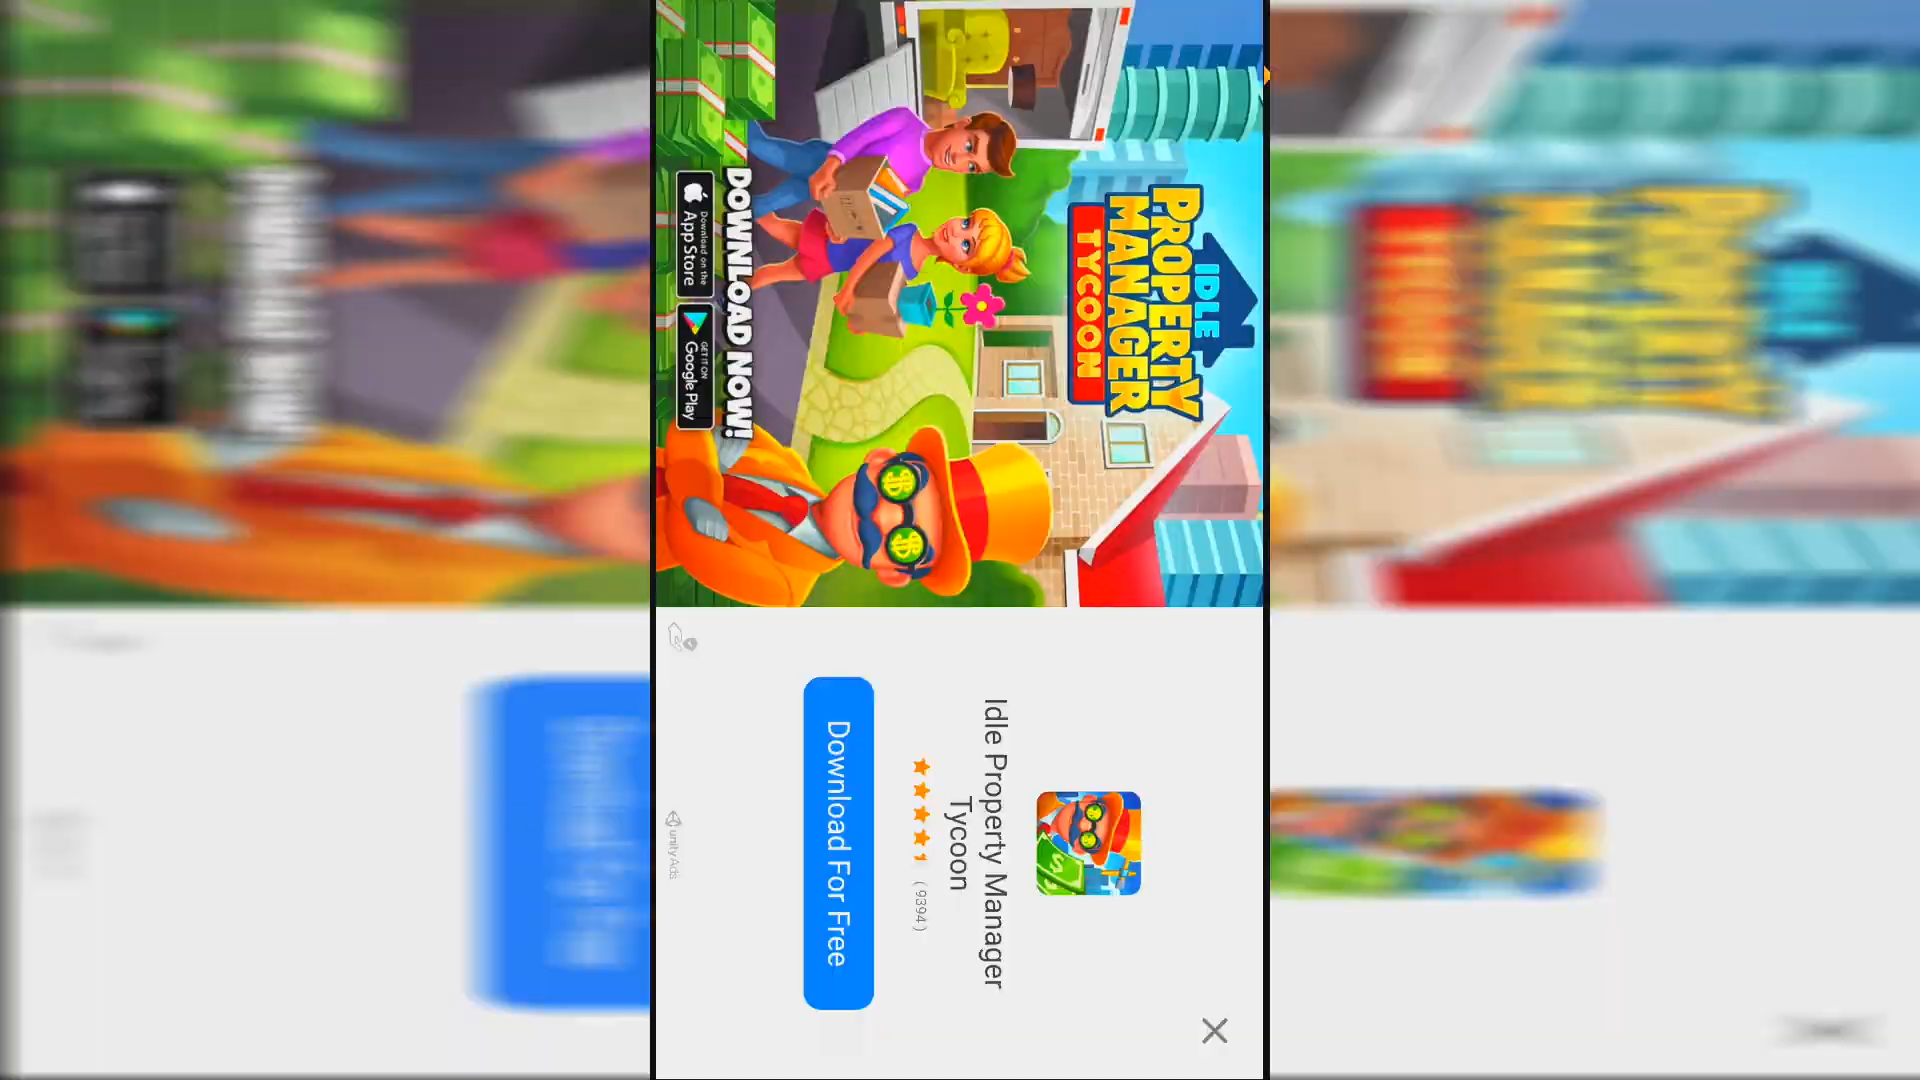 IDLE
PROPERTY
MANAGER
TYCOON
DOWNLOAD NOW!
Download on the
App Store
GET IT ON
Google Play
Idle Property Manager
Tycoon
( 9394 )
Download For Free
unity Ads